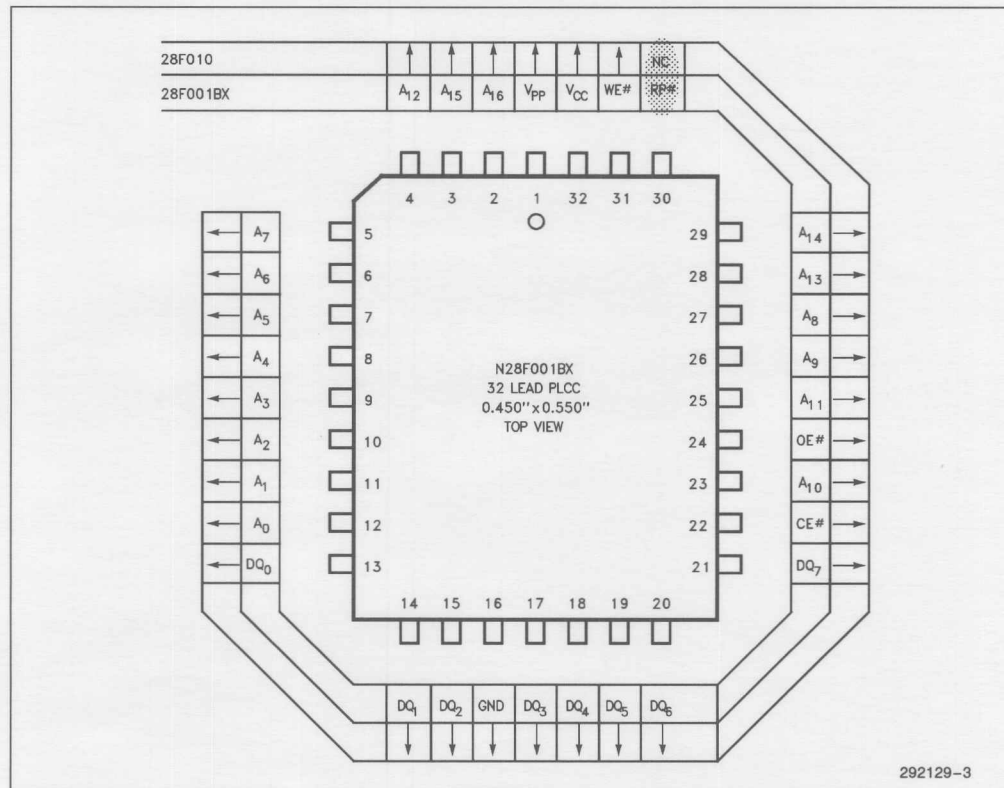 28F010 NC
28F001BX A12 A15 A16 VPP VCC WE# RP#
4 3 2 1 32 31 30
A7 5 29 A14
A6 6 28 A13
A5 7 27 A8
A4 8 26 A9
A3 9 25 A11
A2 10 24 OE#
A1 11 23 A10
A0 12 22 CE#
DQ0 13 21 DQ7
N28F001BX
32 LEAD PLCC
0.450" x 0.550"
TOP VIEW
14 15 16 17 18 19 20
DQ1 DQ2 GND DQ3 DQ4 DQ5 DQ6
292129-3